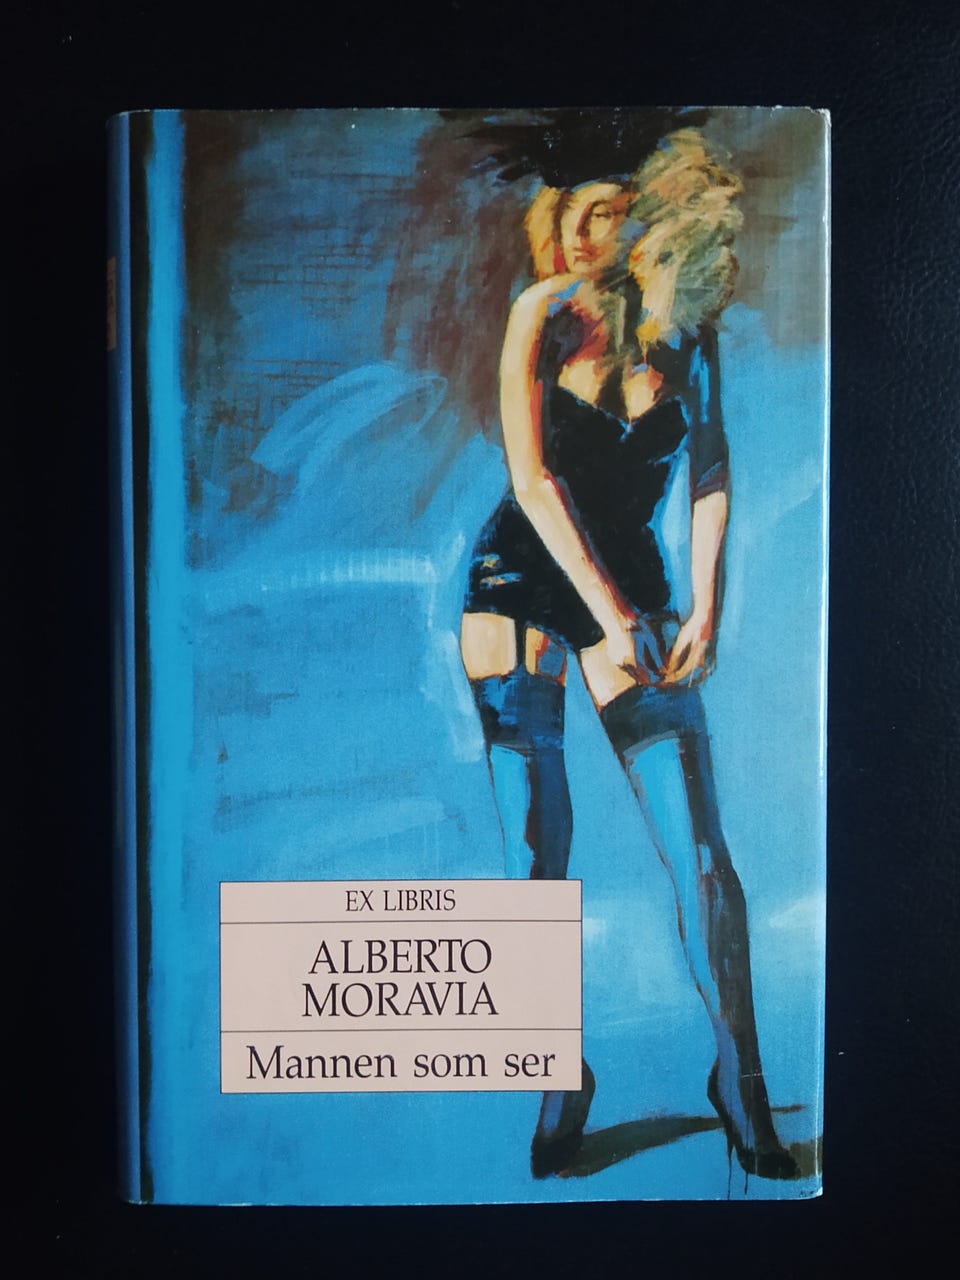 EX LIBRIS
ALBERTO
MORAVIA
Mannen som ser